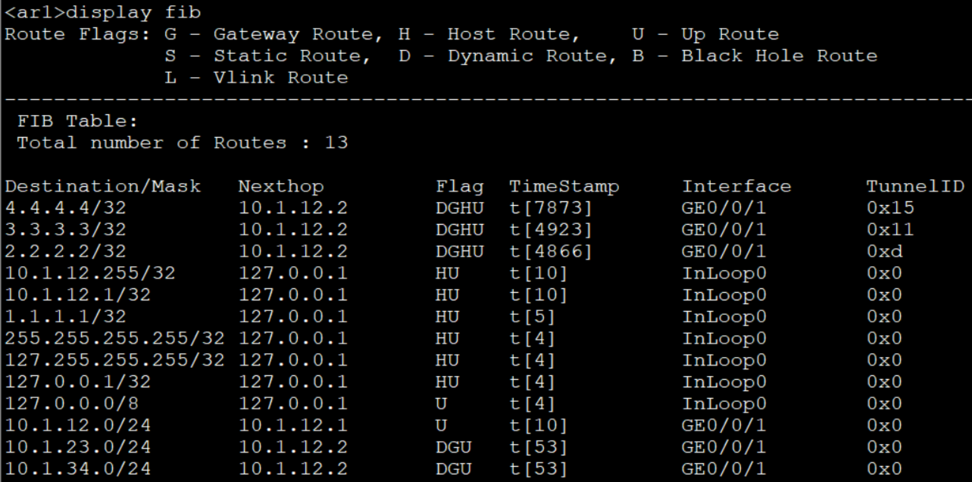 <ar1>display fib
Route Flags: G - Gateway Route, H - Host Route,    U - Up Route
             S - Static Route,  D - Dynamic Route, B - Black Hole Route
             L - Vlink Route
--------------------------------------------------------------------------------
 FIB Table:
 Total number of Routes : 13
Destination/Mask   Nexthop         Flag  TimeStamp     Interface      TunnelID
4.4.4.4/32         10.1.12.2       DGHU  t[7873]       GE0/0/1        0x15
3.3.3.3/32         10.1.12.2       DGHU  t[4923]       GE0/0/1        0x11
2.2.2.2/32         10.1.12.2       DGHU  t[4866]       GE0/0/1        0xd
10.1.12.255/32     127.0.0.1       HU    t[10]         InLoop0        0x0
10.1.12.1/32       127.0.0.1       HU    t[10]         InLoop0        0x0
1.1.1.1/32         127.0.0.1       HU    t[5]          InLoop0        0x0
255.255.255.255/32 127.0.0.1       HU    t[4]          InLoop0        0x0
127.255.255.255/32 127.0.0.1       HU    t[4]          InLoop0        0x0
127.0.0.1/32       127.0.0.1       HU    t[4]          InLoop0        0x0
127.0.0.0/8        127.0.0.1       U     t[4]          InLoop0        0x0
10.1.12.0/24       10.1.12.1       U     t[10]         GE0/0/1        0x0
10.1.23.0/24       10.1.12.2       DGU   t[53]         GE0/0/1        0x0
10.1.34.0/24       10.1.12.2       DGU   t[53]         GE0/0/1        0x0